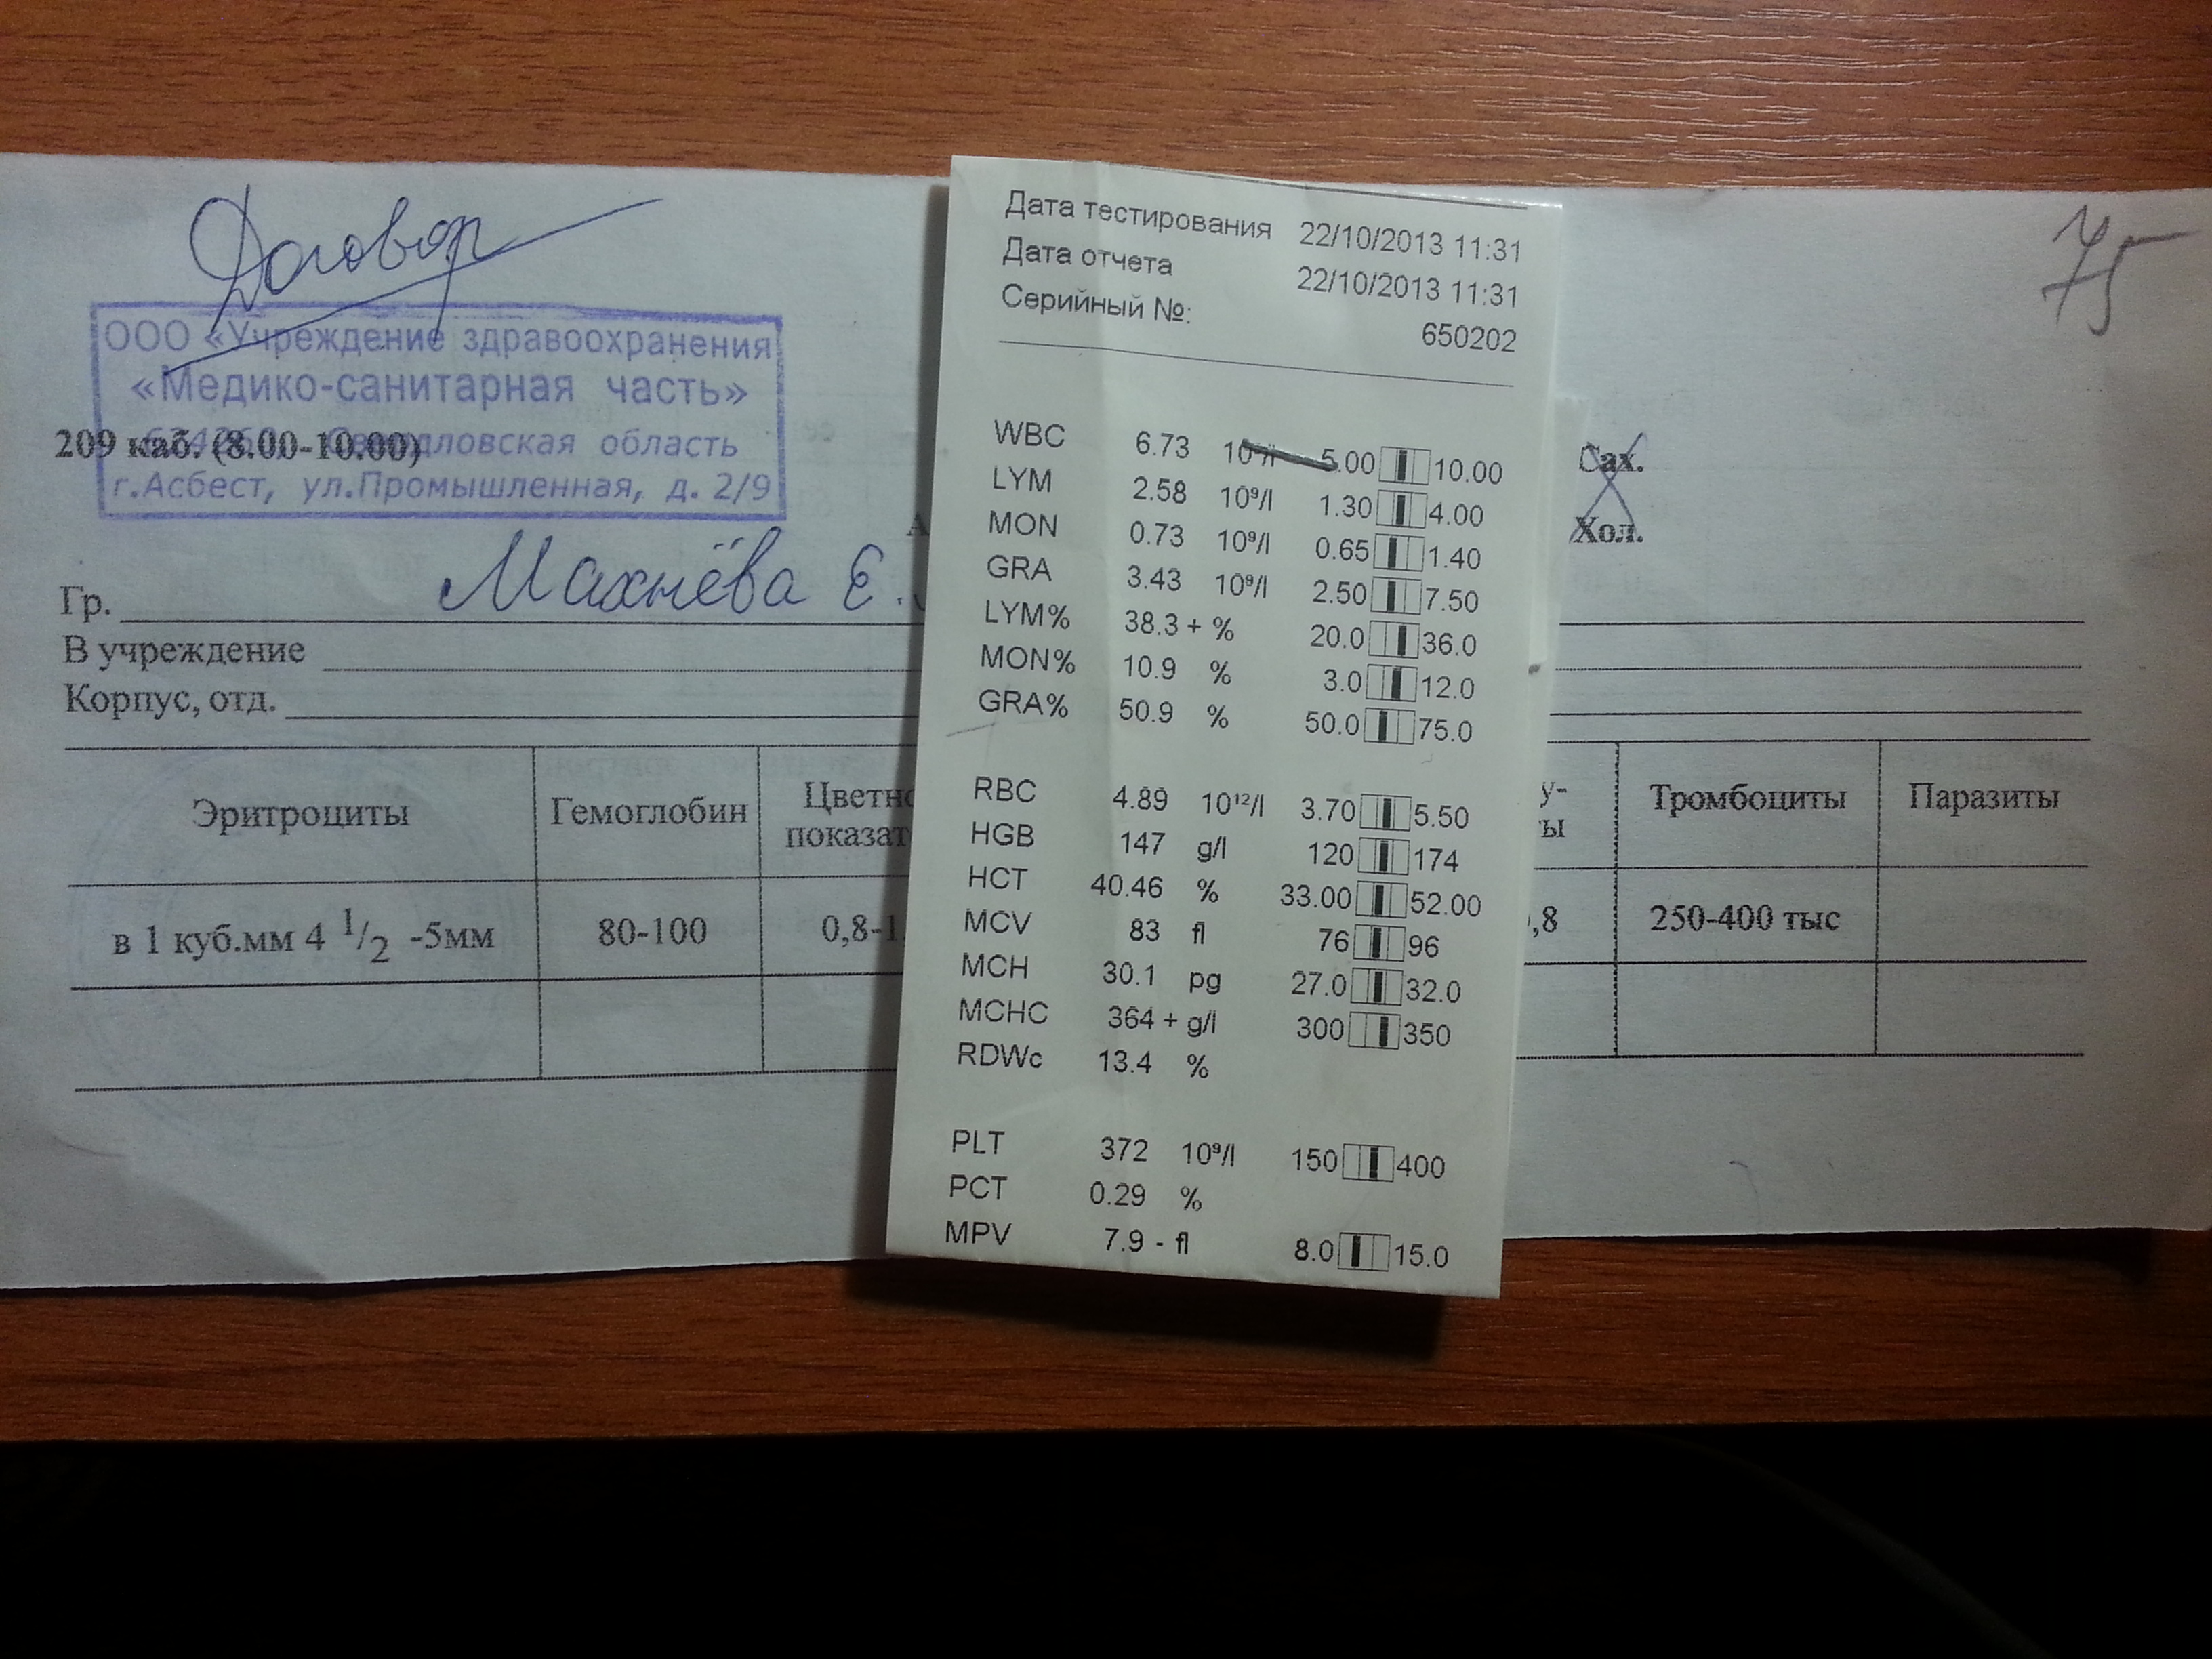 Договор
ООО «Учреждение здравоохранения
«Медико-санитарная часть»
Свердловская область
г.Асбест, ул.Промышленная, д. 2/9
209 каб. (8.00-10.00)
75
Сах.
Хол.
Гр. Махнёва Е.
В учреждение
Корпус, отд.
Эритроциты Гемоглобин Цветно показат у- ты Тромбоциты Паразиты
в 1 куб.мм 4 1/2 -5мм 80-100 0,8-1, ,8 250-400 тыс
Дата тестирования 22/10/2013 11:31
Дата отчета 22/10/2013 11:31
Серийный №: 650202
WBC 6.73 10⁹/l 5.00 10.00
LYM 2.58 10⁹/l 1.30 4.00
MON 0.73 10⁹/l 0.65 1.40
GRA 3.43 10⁹/l 2.50 7.50
LYM% 38.3 + % 20.0 36.0
MON% 10.9 % 3.0 12.0
GRA% 50.9 % 50.0 75.0
RBC 4.89 10¹²/l 3.70 5.50
HGB 147 g/l 120 174
HCT 40.46 % 33.00 52.00
MCV 83 fl 76 96
MCH 30.1 pg 27.0 32.0
MCHC 364 + g/l 300 350
RDWc 13.4 %
PLT 372 10⁹/l 150 400
PCT 0.29 %
MPV 7.9 - fl 8.0 15.0